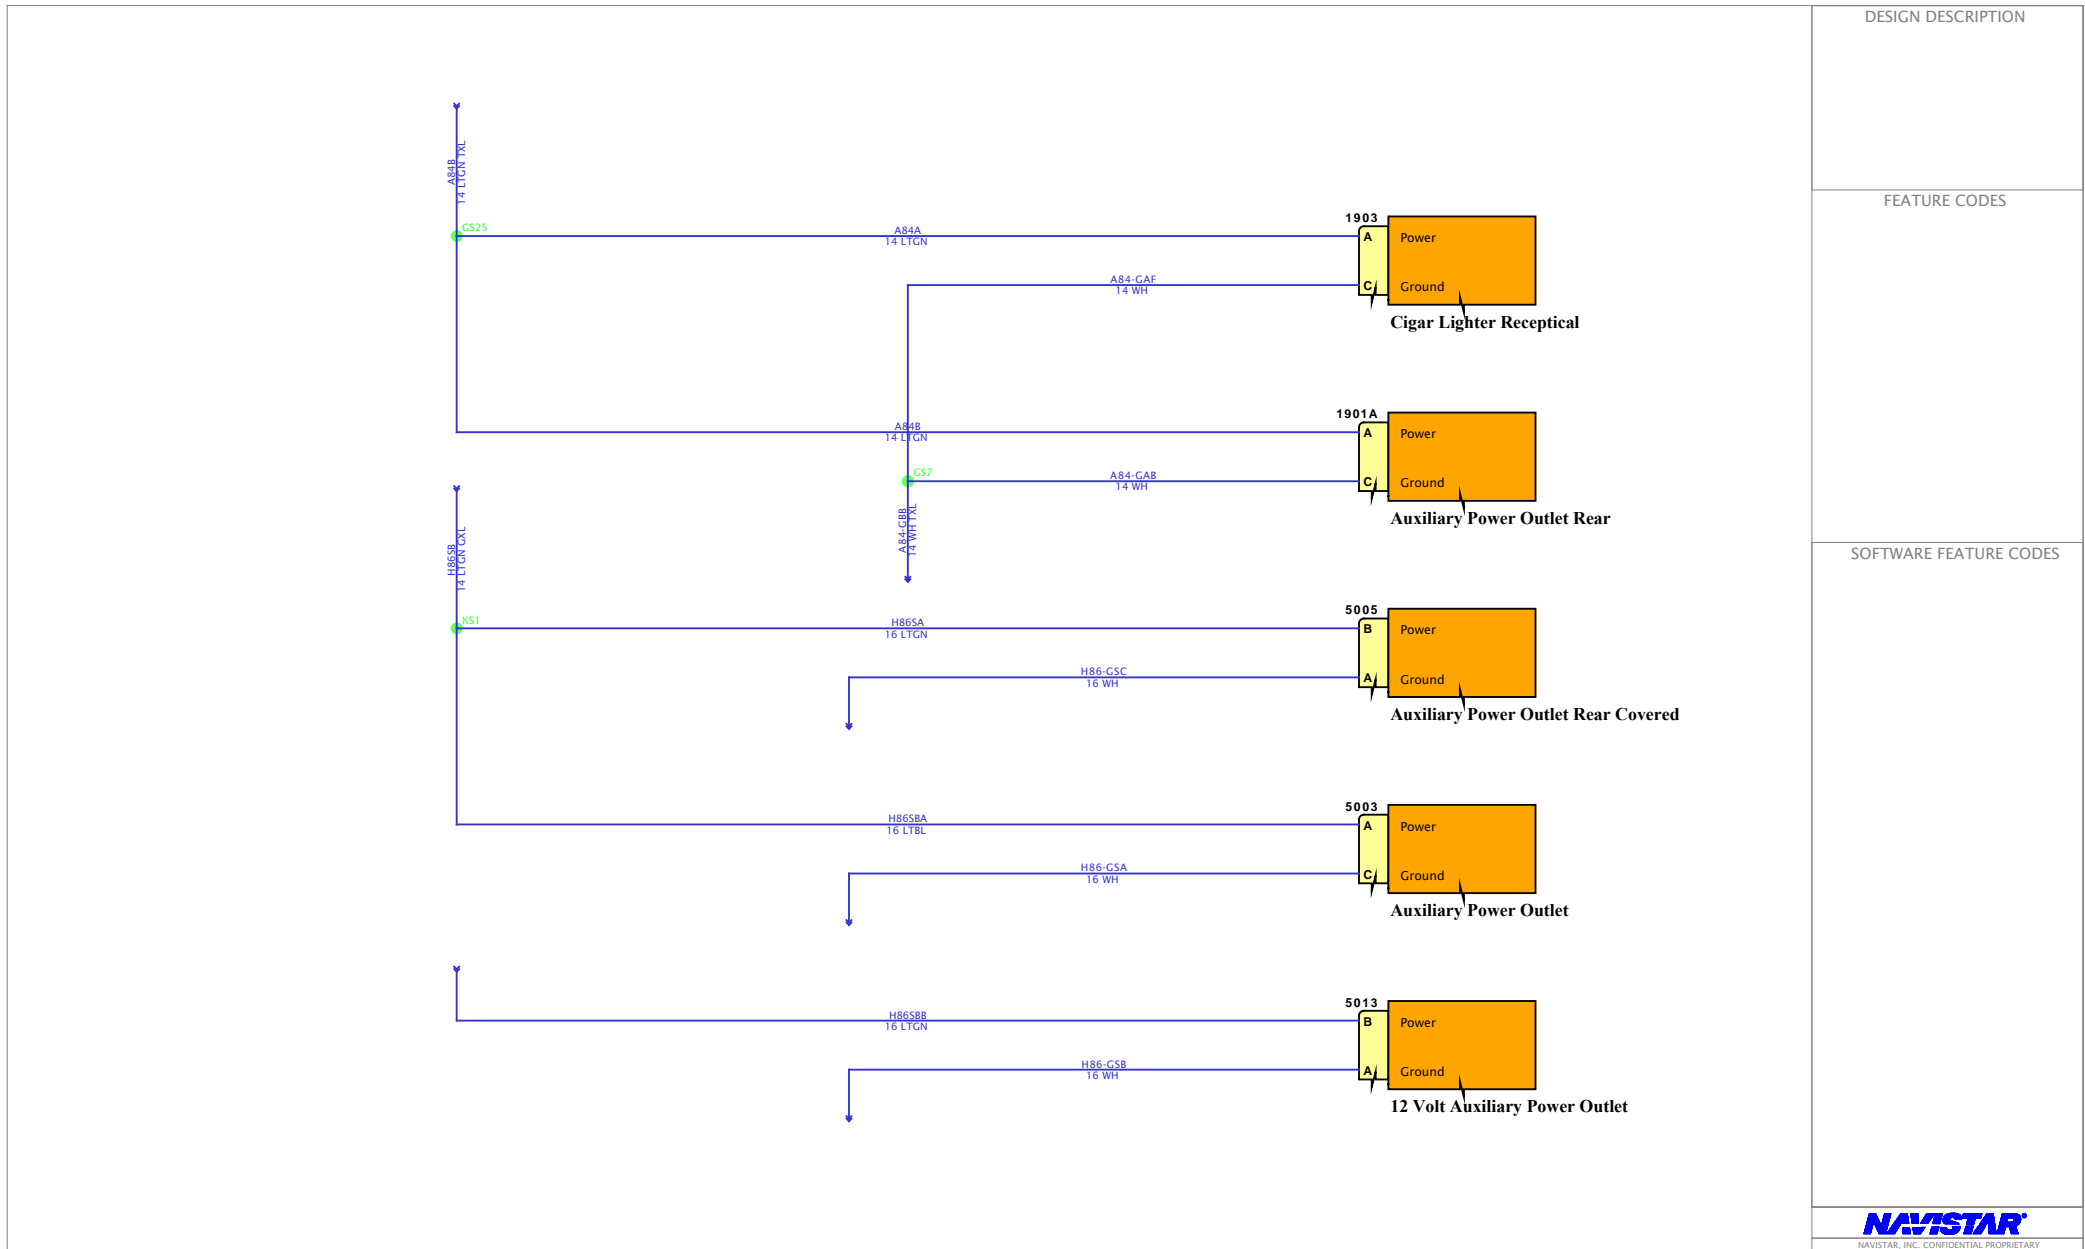 DESIGN DESCRIPTION
FEATURE CODES
SOFTWARE FEATURE CODES
A84B
14 LTGN TXL
GS25
A84A
14 LTGN
1903
A
Power
A84-GAF
14 WH
C
Ground
Cigar Lighter Receptical
A84B
14 LTGN
1901A
A
Power
GS7
A84-GAB
14 WH
C
Ground
Auxiliary Power Outlet Rear
A84-GBB
14 WH TXL
H86SB
14 LTGN GXL
KS1
H86SA
16 LTGN
5005
B
Power
H86-GSC
16 WH
A
Ground
Auxiliary Power Outlet Rear Covered
H86SBA
16 LTBL
5003
A
Power
H86-GSA
16 WH
C
Ground
Auxiliary Power Outlet
H86SBB
16 LTGN
5013
B
Power
H86-GSB
16 WH
A
Ground
12 Volt Auxiliary Power Outlet
NAVISTAR
NAVISTAR, INC. CONFIDENTIAL PROPRIETARY